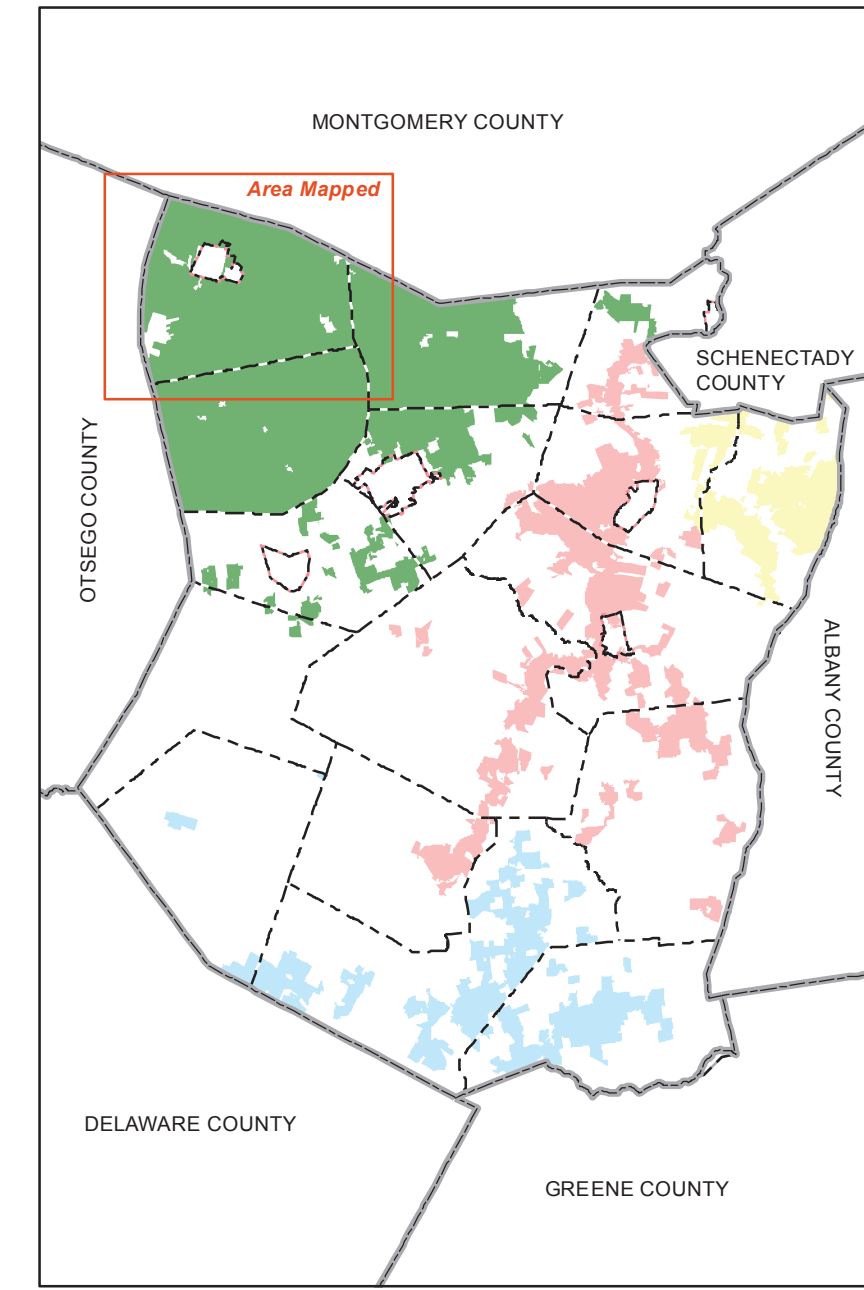 MONTGOMERY COUNTY
Area Mapped
SCHENECTADY
COUNTY
OTSEGO COUNTY
ALBANY COUNTY
DELAWARE COUNTY
GREENE COUNTY